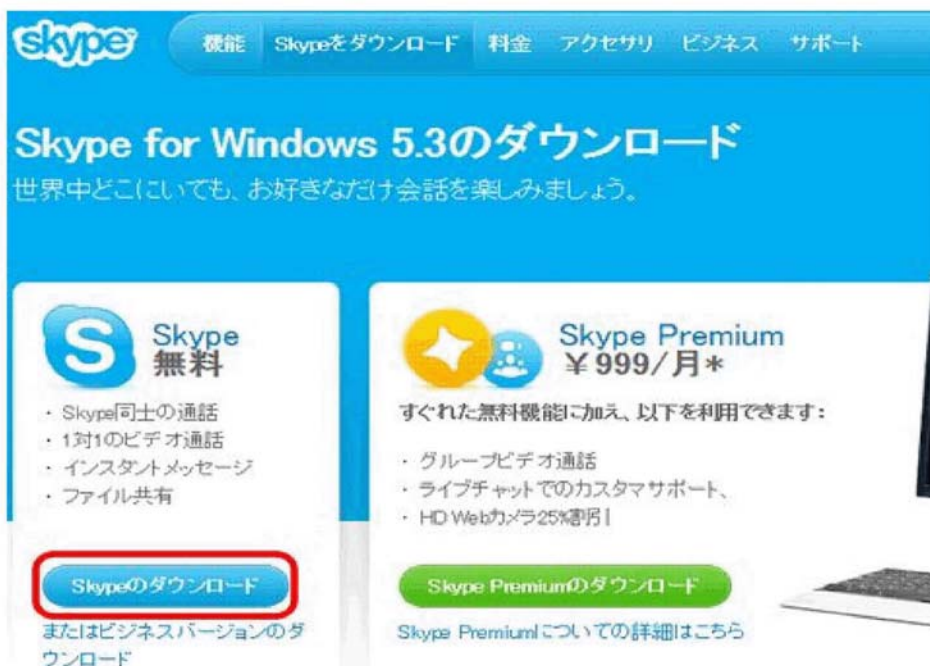 skype
機能 Skypeをダウンロード 料金 アクセサリ ビジネス サポート
Skype for Windows 5.3のダウンロード
世界中どこにいても、お好きなだけ会話を楽しみましょう。
Skype
無料
・Skype同士の通話
・1対1のビデオ通話
・インスタントメッセージ
・ファイル共有
Skypeのダウンロード
またはビジネスバージョンのダ
ウンロード
Skype Premium
¥999/月*
すぐれた無料機能に加え、以下を利用できます:
・グループビデオ通話
・ライブチャットでのカスタマサポート、
・HD Webカメラ25%割引
Skype Premiumのダウンロード
Skype Premiumについての詳細はこちら